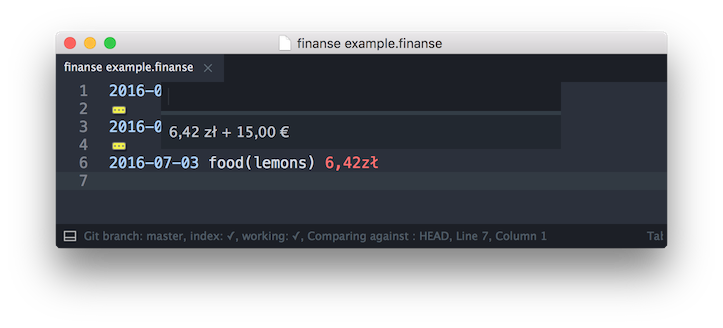 finanse example.finanse
finanse example.finanse ×
1 2016-0
2
3 2016-0
4
6,42 zł + 15,00 €
6 2016-07-03 food(lemons) 6,42zł
7
Git branch: master, index: ✓, working: ✓, Comparing against : HEAD, Line 7, Column 1
Tał